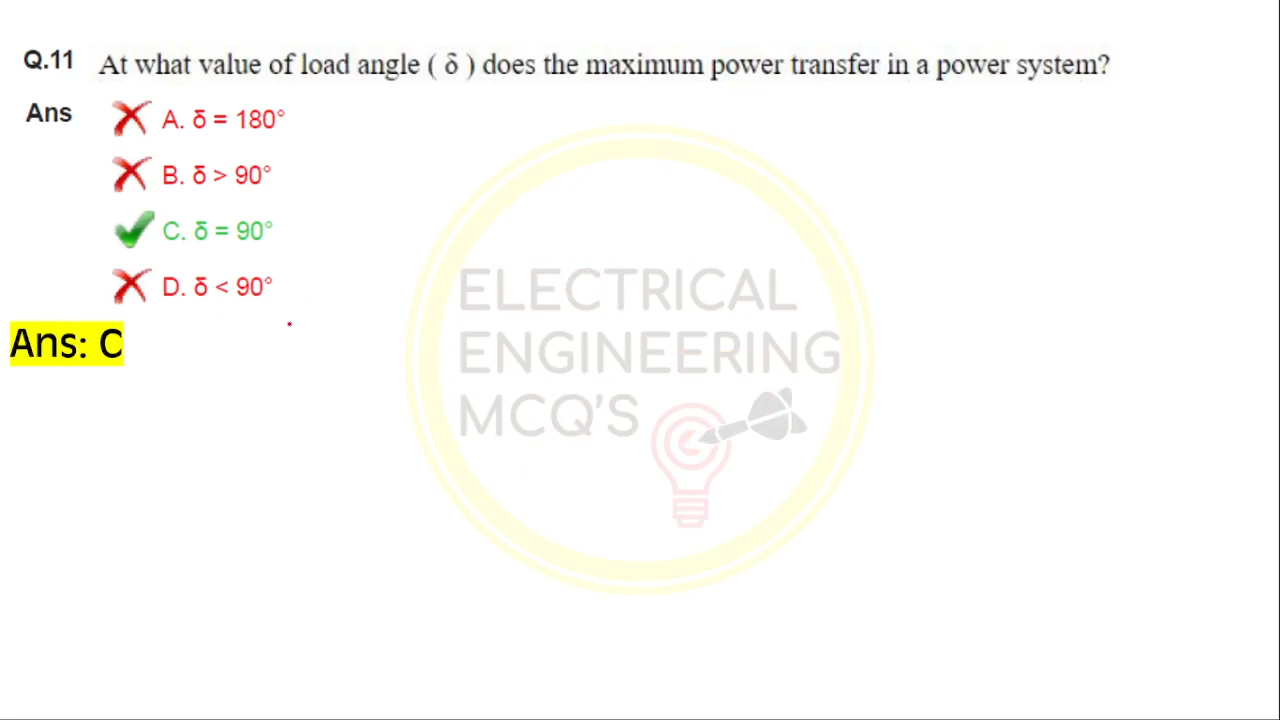 Q.11 At what value of load angle ( δ ) does the maximum power transfer in a power system?
Ans A. δ = 180°
B. δ > 90°
C. δ = 90°
D. δ < 90°
Ans: C
ELECTRICAL
ENGINEERING
MCQ'S